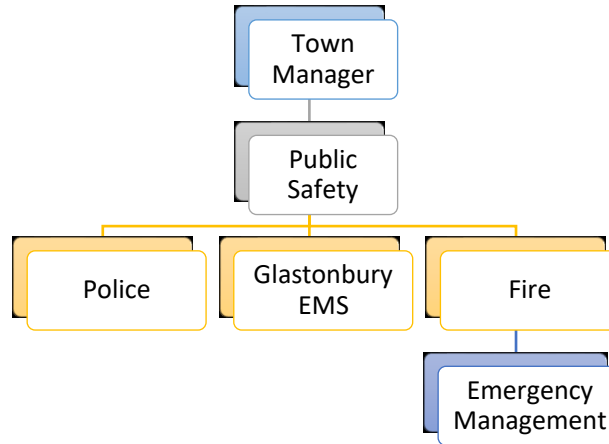 Town
Manager
Public
Safety
Police
Glastonbury
EMS
Fire
Emergency
Management